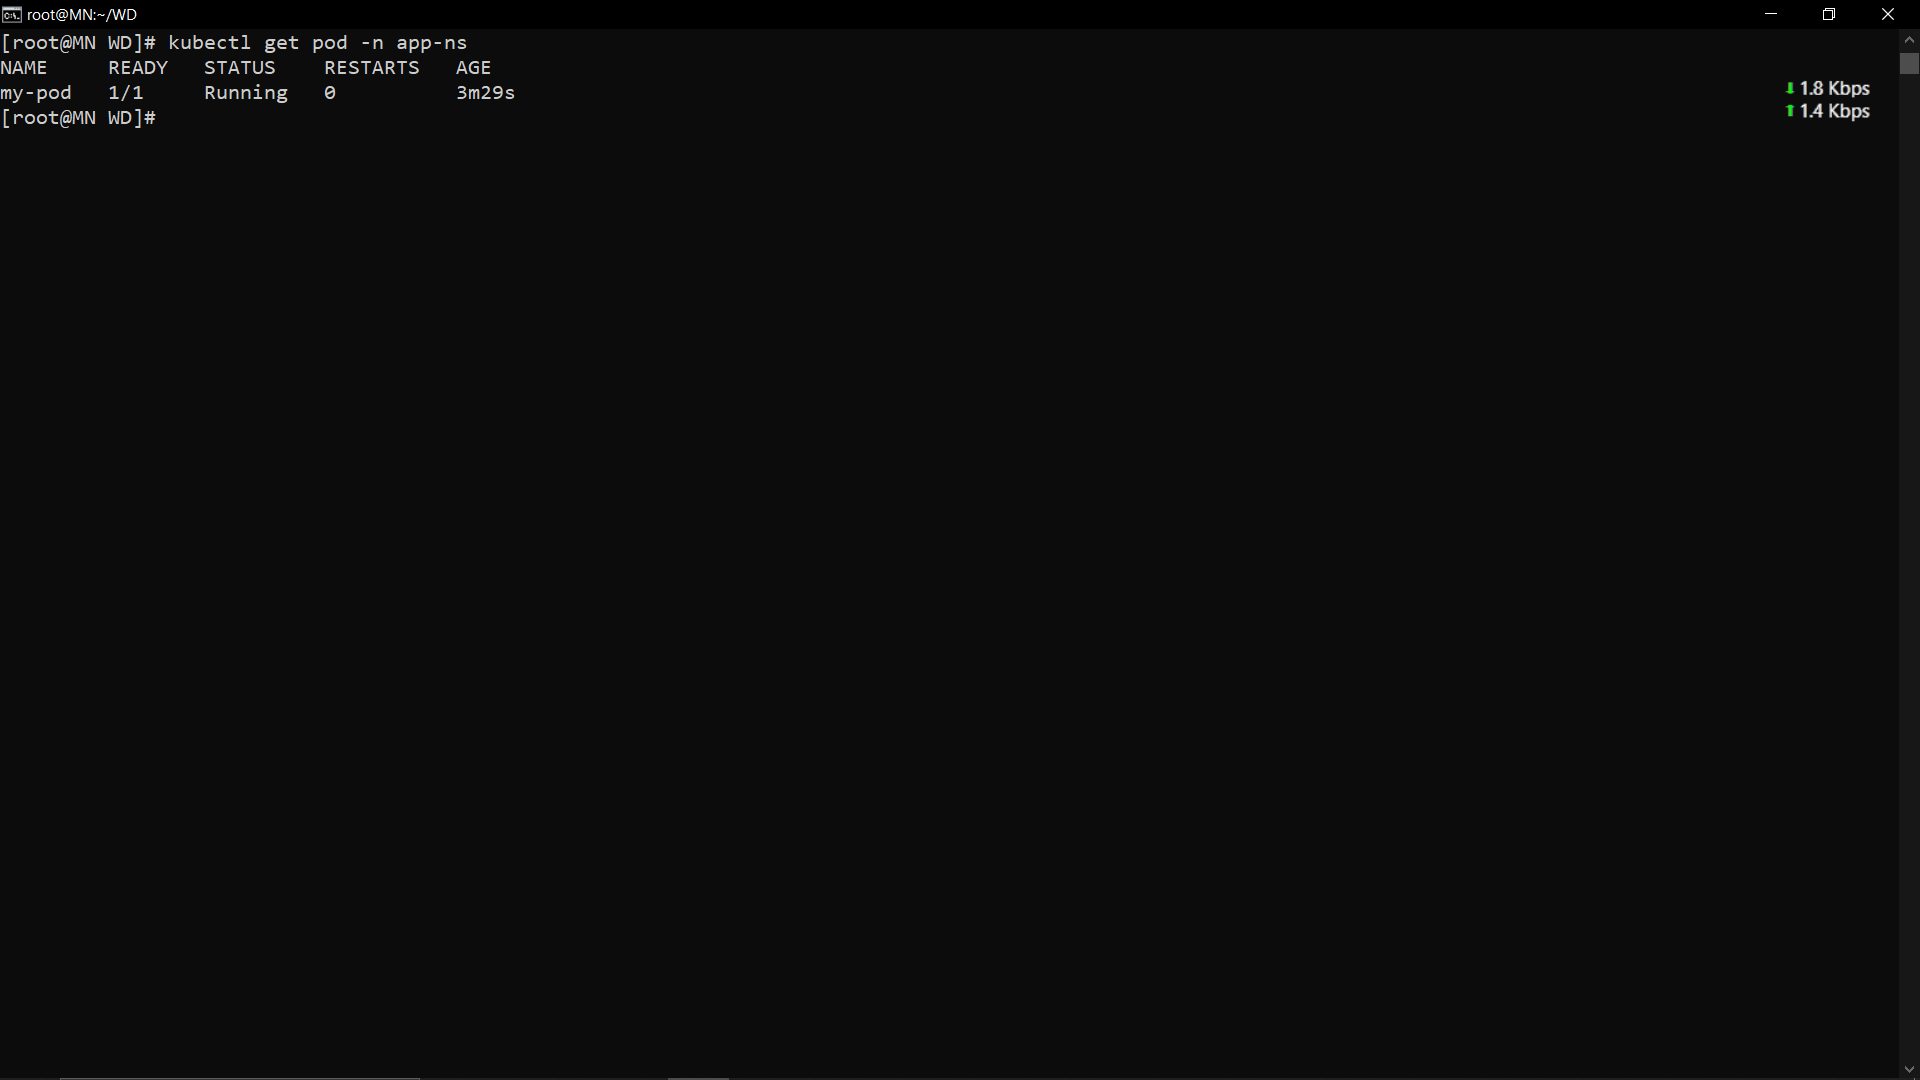 root@MN:~/WD
[root@MN WD]# kubectl get pod -n app-ns
NAME     READY   STATUS    RESTARTS   AGE
my-pod   1/1     Running   0          3m29s
[root@MN WD]#
1.8 Kbps
1.4 Kbps